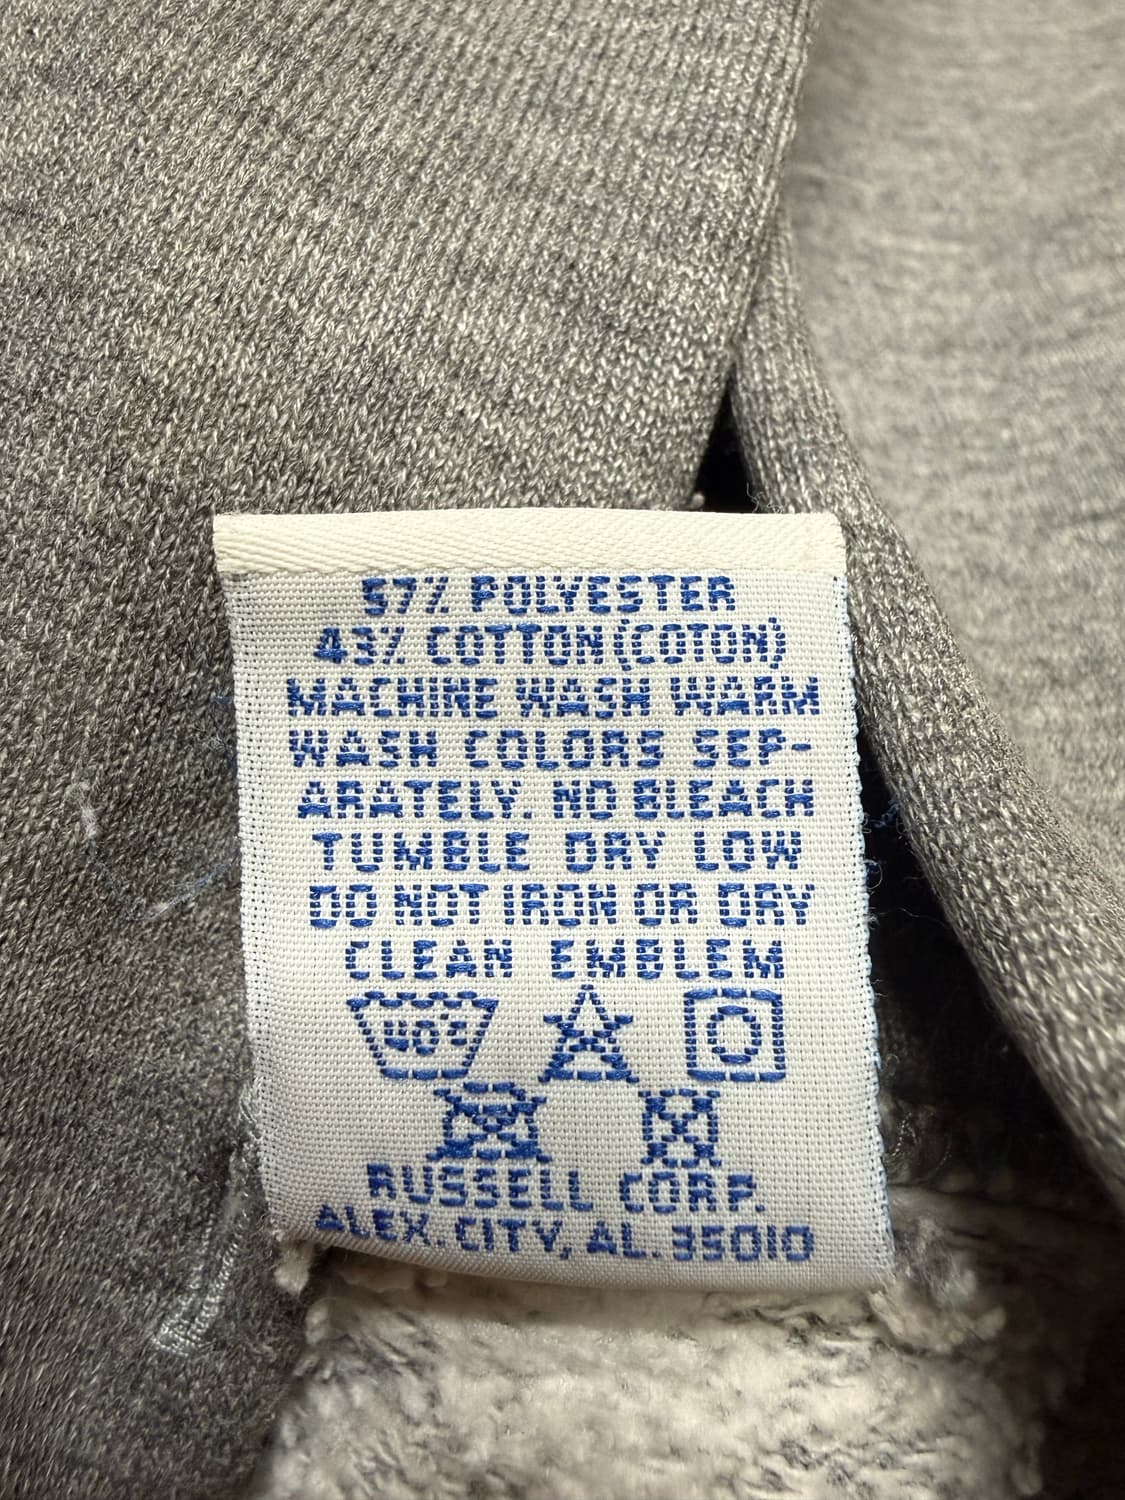 57% POLYESTER
43% COTTON (COTON)
MACHINE WASH WARM
WASH COLORS SEP-
ARATELY. NO BLEACH
TUMBLE DRY LOW
DO NOT IRON OR DRY
CLEAN EMBLEM
40°C
RUSSELL CORP.
ALEX. CITY, AL. 35010